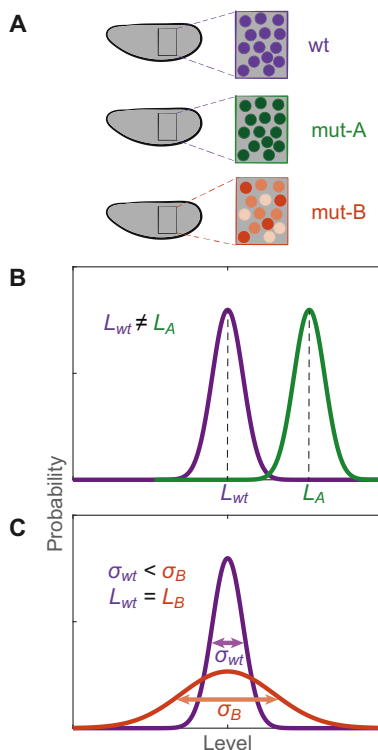 A
wt
mut-A
mut-B
B
L_wt ≠ L_A
L_wt
L_A
Probability
C
σ_wt < σ_B
L_wt = L_B
σ_wt
σ_B
Level